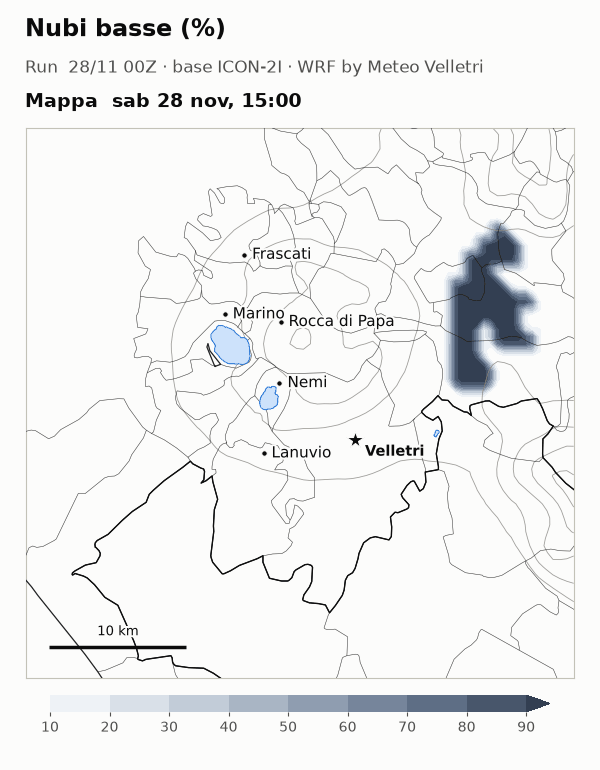 Nubi basse (%)
Run  28/11 00Z · base ICON-2I · WRF by Meteo Velletri
Mappa  sab 28 nov, 15:00
Frascati
Marino
Rocca di Papa
Nemi
Velletri
Lanuvio
10 km
10 20 30 40 50 60 70 80 90